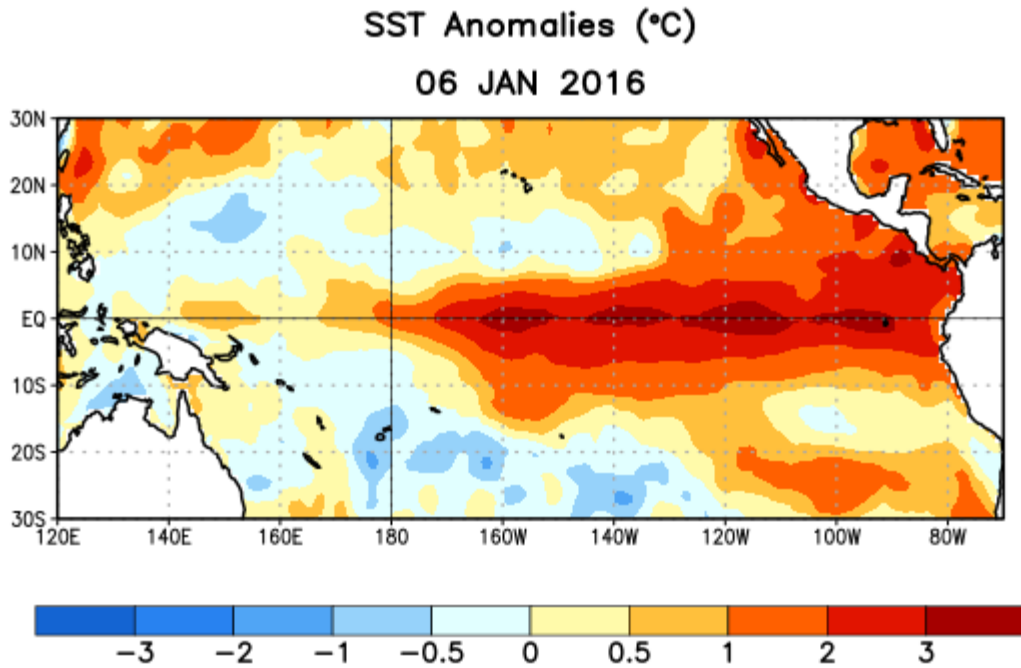 SST Anomalies (°C)
06 JAN 2016
30N
20N
10N
EQ
10S
20S
30S
120E 140E 160E 180 160W 140W 120W 100W 80W
-3 -2 -1 -0.5 0 0.5 1 2 3